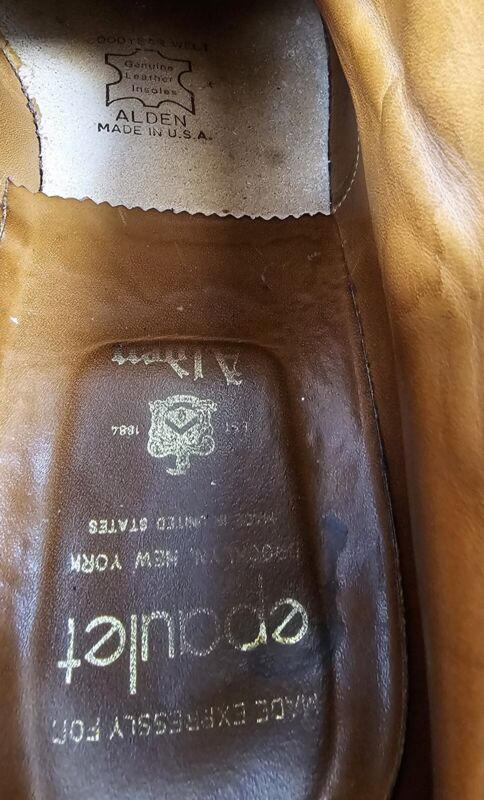 GOODYEAR WELT
Genuine
Leather
Insoles
ALDEN
MADE IN U.S.A.
MADE EXPRESSLY FOR
epaulet
BROOKLYN, NEW YORK
MADE IN UNITED STATES
EST 1884
Alden